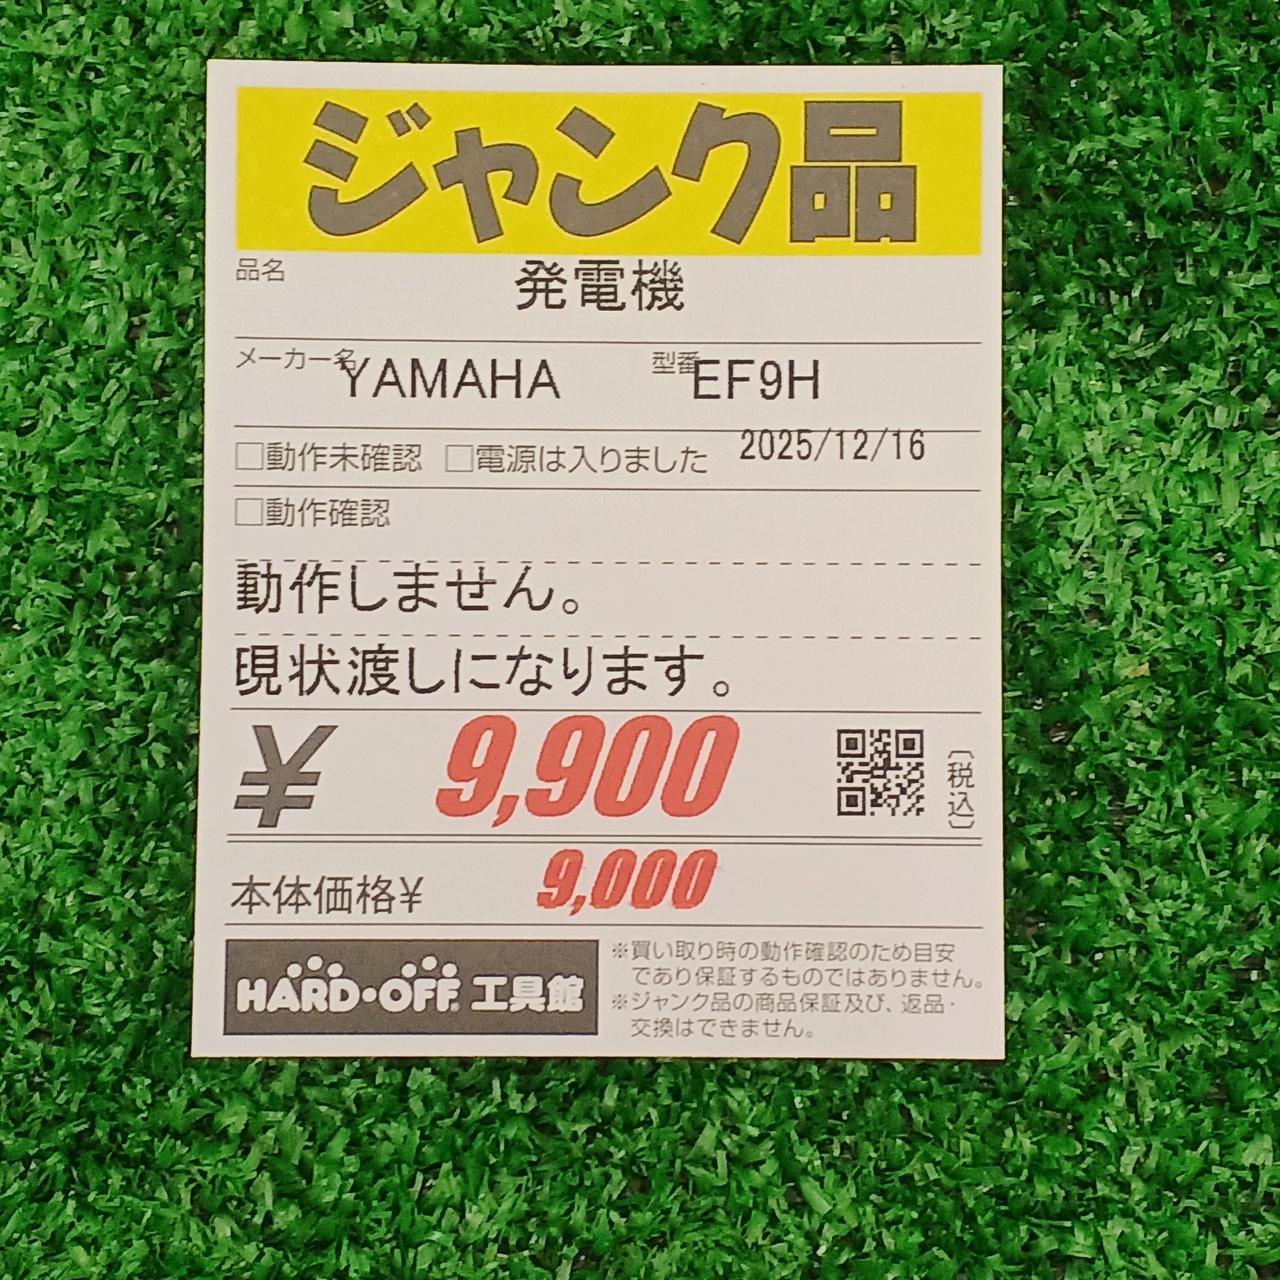 ジャンク品
品名 発電機
メーカー名 YAMAHA 型番 EF9H
□動作未確認 □電源は入りました 2025/12/16
□動作確認
動作しません。
現状渡しになります。
¥ 9,900 〔税込〕
本体価格¥ 9,000
HARD・OFF 工具館
※買い取り時の動作確認のため目安
であり保証するものではありません。
※ジャンク品の商品保証及び、返品・
交換はできません。